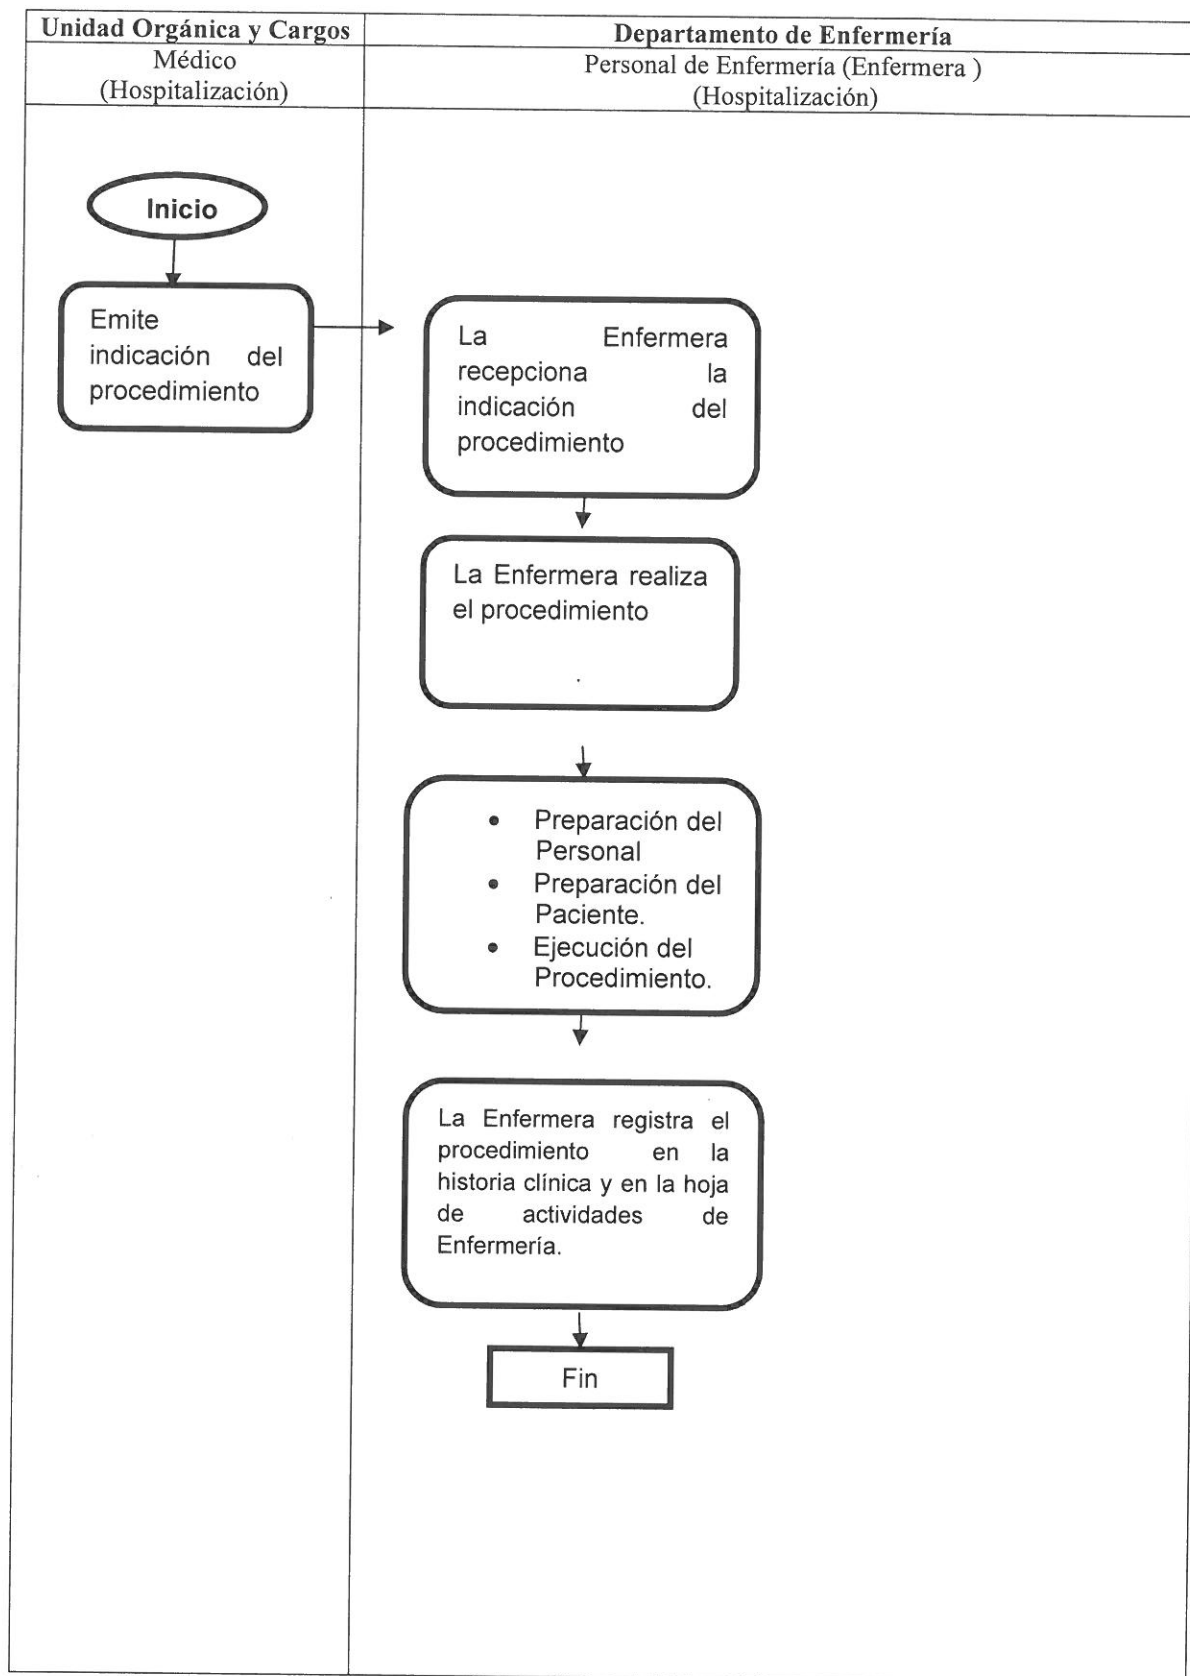 Unidad Orgánica y Cargos
Departamento de Enfermería
Médico
(Hospitalización)
Personal de Enfermería (Enfermera )
(Hospitalización)
Inicio
Emite
indicación del
procedimiento
La Enfermera
recepciona la
indicación del
procedimiento
La Enfermera realiza
el procedimiento
.
• Preparación del
Personal
• Preparación del
Paciente.
• Ejecución del
Procedimiento.
La Enfermera registra el
procedimiento en la
historia clínica y en la hoja
de actividades de
Enfermería.
Fin